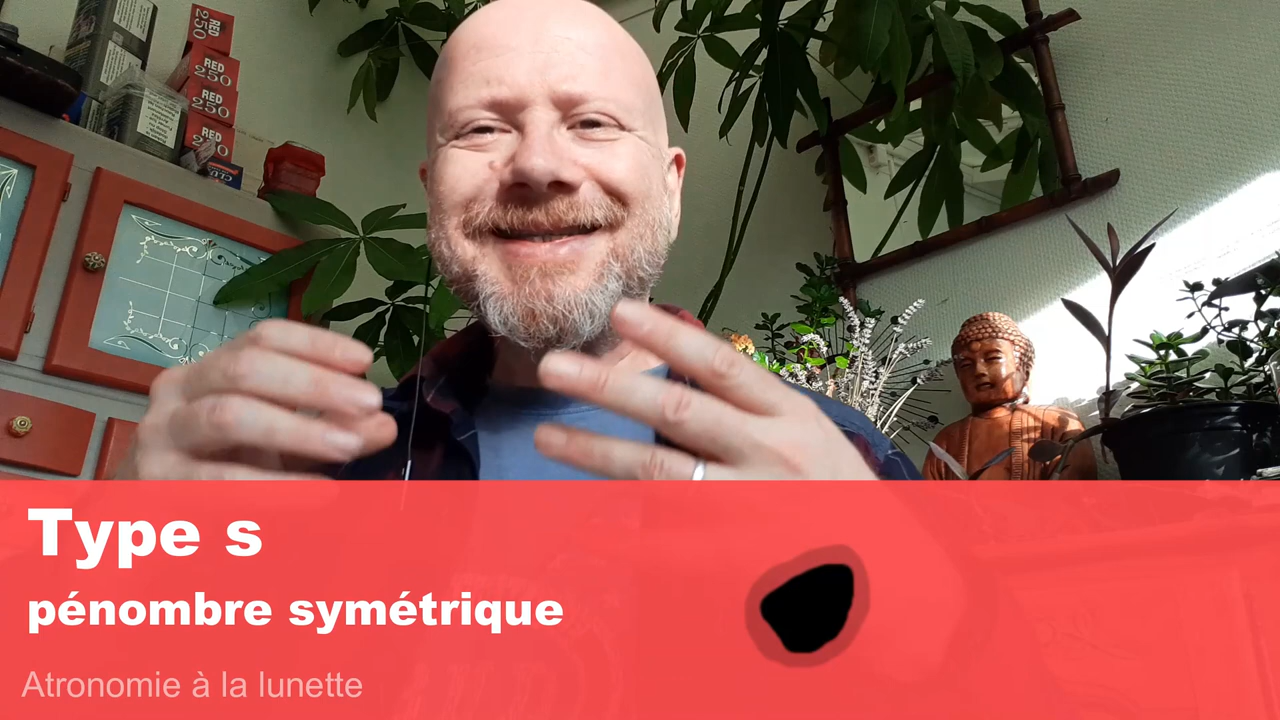 RED
250
RED
250
RED
250
RED
250
Type s
pénombre symétrique
Atronomie à la lunette